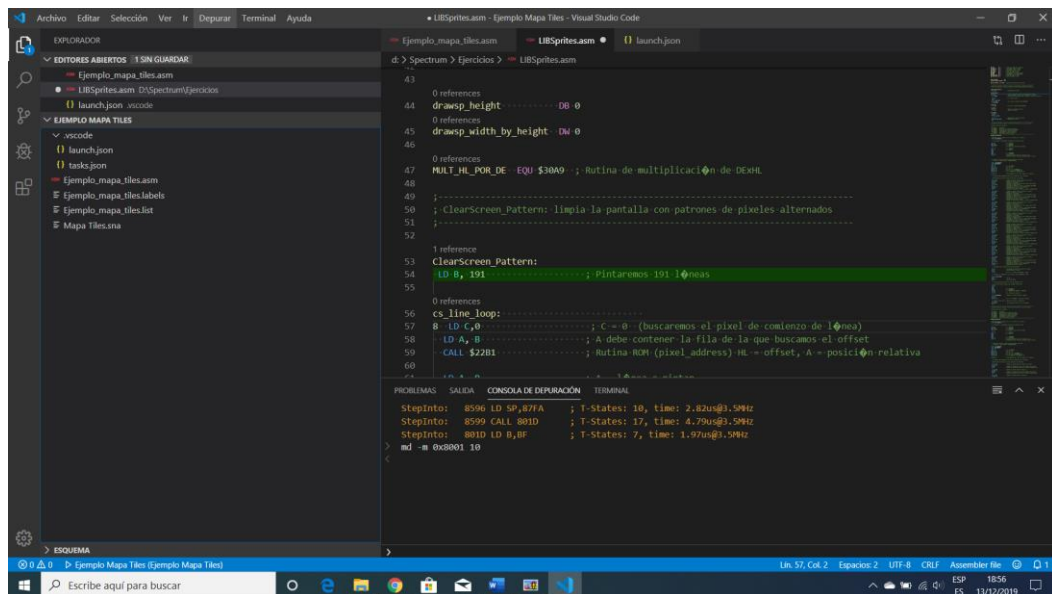 Archivo Editar Selección Ver Ir Depurar Terminal Ayuda
● LIBSprites.asm - Ejemplo Mapa Tiles - Visual Studio Code
EXPLORADOR
EDITORES ABIERTOS 1 SIN GUARDAR
Ejemplo_mapa_tiles.asm
● LIBSprites.asm D:\Spectrum\Ejercicios
{} launch.json .vscode
EJEMPLO MAPA TILES
.vscode
{} launch.json
{} tasks.json
Ejemplo_mapa_tiles.asm
Ejemplo_mapa_tiles.labels
Ejemplo_mapa_tiles.list
Mapa Tiles.sna
ESQUEMA
Ejemplo_mapa_tiles.asm
LIBSprites.asm ●
{} launch.json
d: > Spectrum > Ejercicios > LIBSprites.asm
43
0 references
44 drawsp_height DB 0
0 references
45 drawsp_width_by_height DW 0
46
0 references
47 MULT_HL_POR_DE EQU $30A9 ; Rutina de multiplicaci�n de DExHL
48
49 ;-----------------------------------------------------------------------
50 ; ClearScreen_Pattern: limpia la pantalla con patrones de pixeles alternados
51 ;-----------------------------------------------------------------------
52
1 reference
53 ClearScreen_Pattern:
54 LD B, 191 ; Pintaremos 191 l�neas
55
0 references
56 cs_line_loop:
57 8 LD C,0 ; C = 0 (buscaremos el pixel de comienzo de l�nea)
58 LD A, B ; A debe contener la fila de la que buscamos el offset
59 CALL $22B1 ; Rutina ROM (pixel_address) HL = offset, A = posici�n relativa
60
PROBLEMAS SALIDA CONSOLA DE DEPURACIÓN TERMINAL
StepInto: 8596 LD SP,87FA ; T-States: 10, time: 2.82us@3.5MHz
StepInto: 8599 CALL 801D ; T-States: 17, time: 4.79us@3.5MHz
StepInto: 801D LD B,BF ; T-States: 7, time: 1.97us@3.5MHz
> md -m 0x8001 10
<
>
0 0 Ejemplo Mapa Tiles (Ejemplo Mapa Tiles)
Lín. 57, Col. 2 Espacios: 2 UTF-8 CRLF Assembler file 1
Escribe aquí para buscar
ESP
ES
18:56
13/12/2019